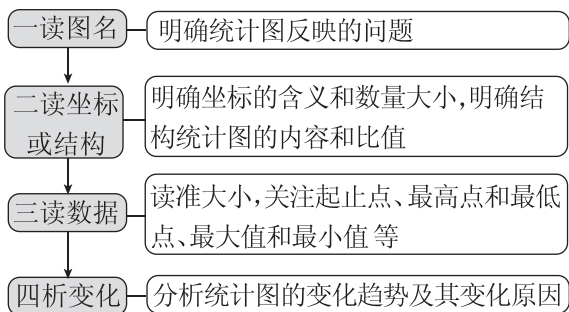 一读图名
明确统计图反映的问题
二读坐标
或结构
明确坐标的含义和数量大小,明确结
构统计图的内容和比值
三读数据
读准大小,关注起止点、最高点和最低
点、最大值和最小值等
四析变化
分析统计图的变化趋势及其变化原因